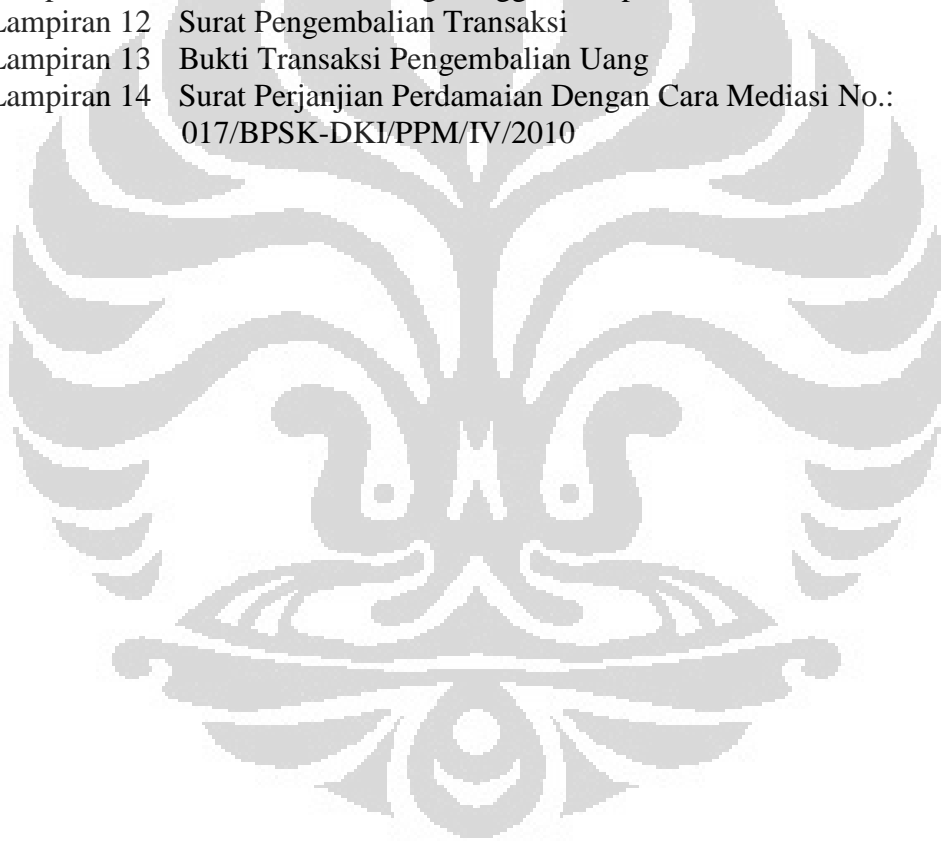 Lampiran 12 Surat Pengembalian Transaksi
Lampiran 13 Bukti Transaksi Pengembalian Uang
Lampiran 14 Surat Perjanjian Perdamaian Dengan Cara Mediasi No.:
017/BPSK-DKI/PPM/IV/2010